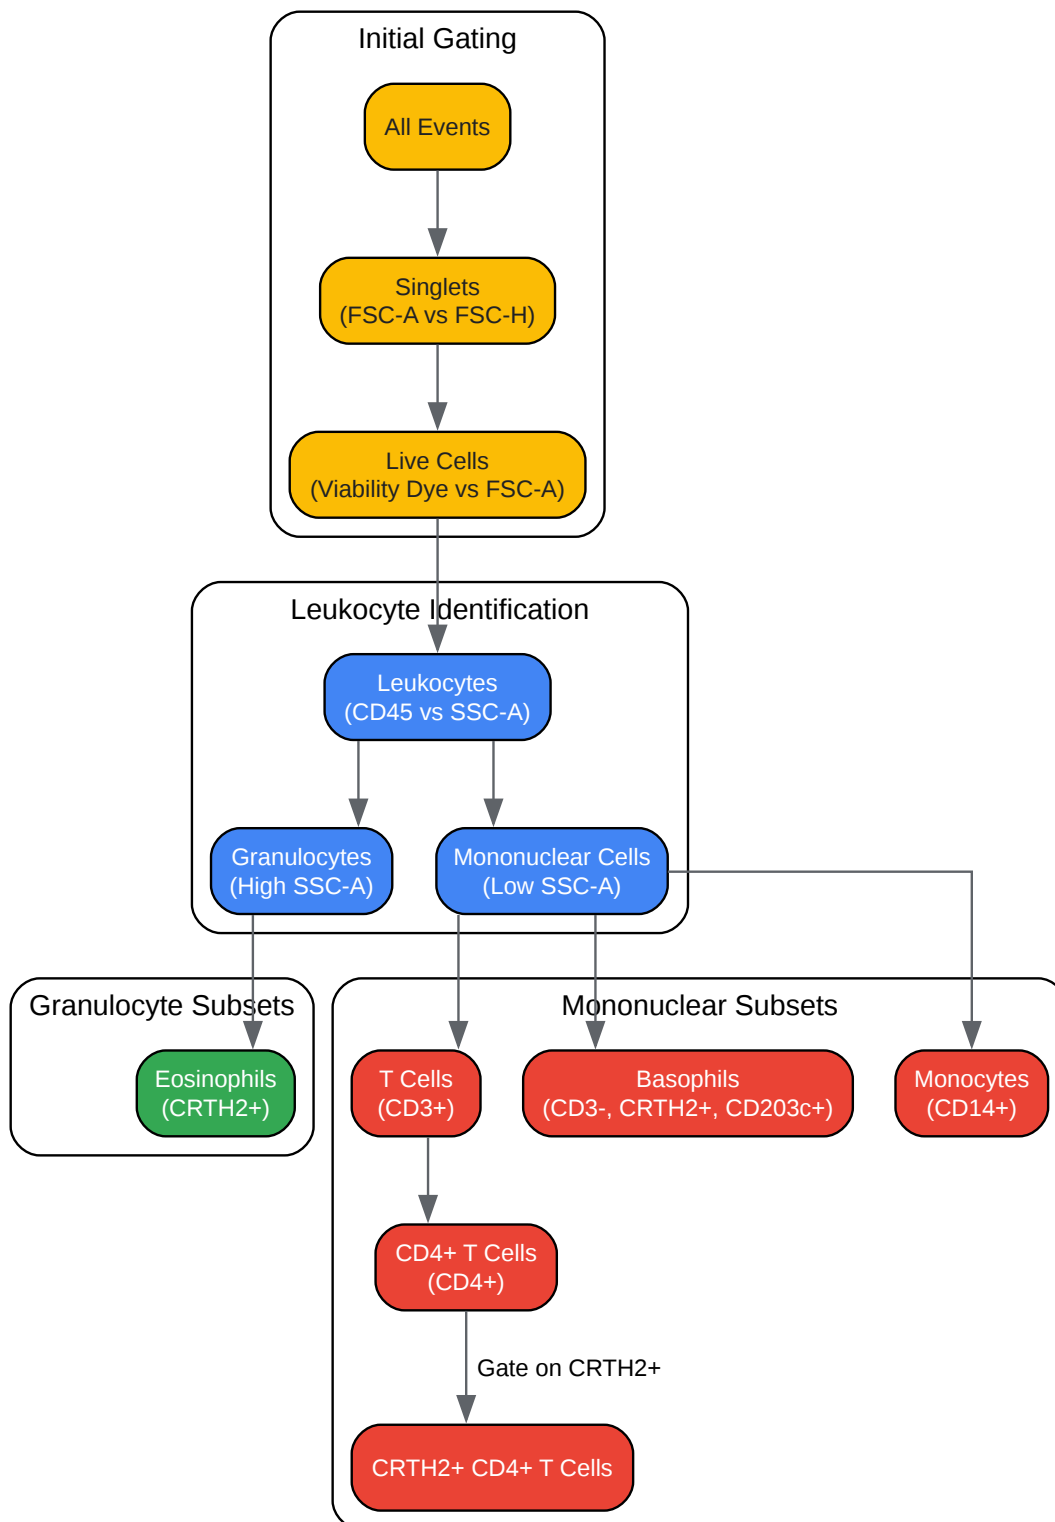 Initial Gating
All Events
Singlets
(FSC-A vs FSC-H)
Live Cells
(Viability Dye vs FSC-A)
Leukocyte Identification
Leukocytes
(CD45 vs SSC-A)
Granulocytes
(High SSC-A)
Mononuclear Cells
(Low SSC-A)
Granulocyte Subsets
Eosinophils
(CRTH2+)
Mononuclear Subsets
T Cells
(CD3+)
Basophils
(CD3-, CRTH2+, CD203c+)
Monocytes
(CD14+)
CD4+ T Cells
(CD4+)
Gate on CRTH2+
CRTH2+ CD4+ T Cells